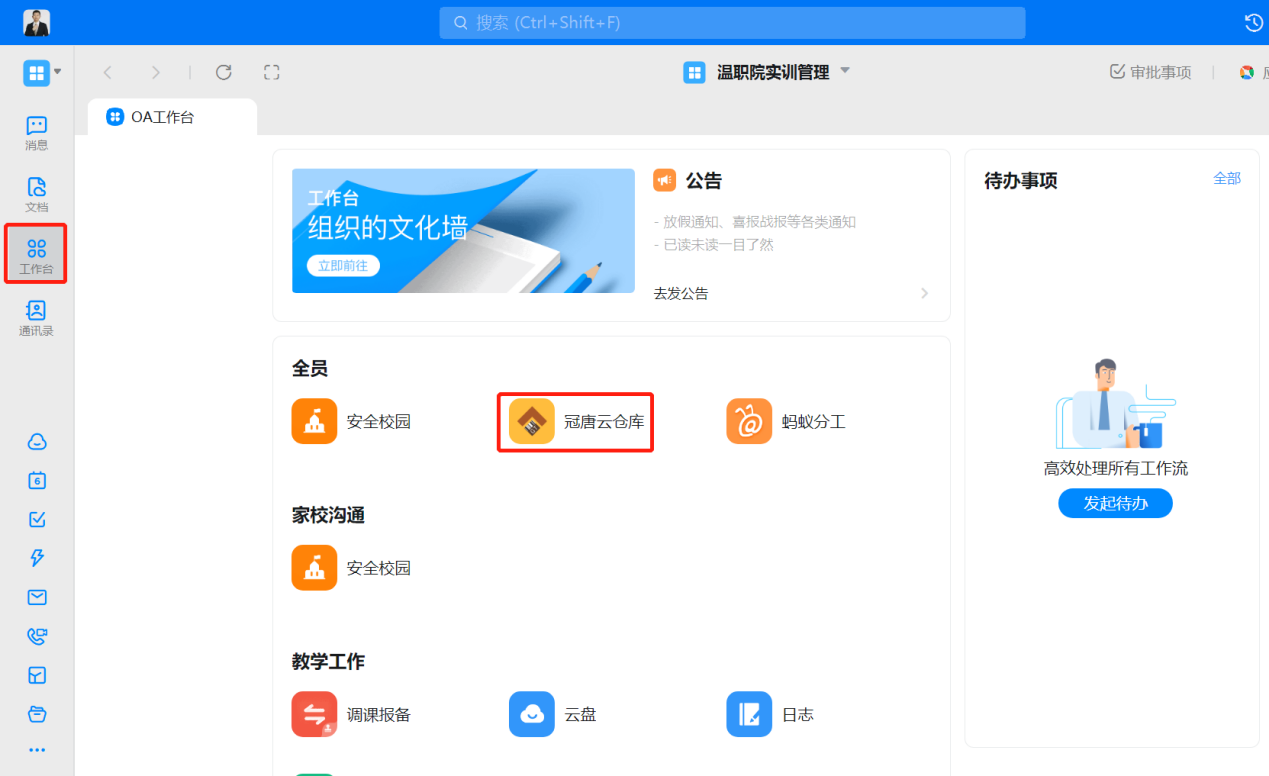 搜索 (Ctrl+Shift+F)
温职院实训管理
审批事项
OA工作台
消息
文档
工作台
通讯录
6
工作台
组织的文化墙
立即前往
公告
- 放假通知、喜报战报等各类通知
- 已读未读一目了然
去发公告
全员
安全校园
冠唐云仓库
蚂蚁分工
家校沟通
安全校园
教学工作
调课报备
云盘
日志
待办事项
全部
高效处理所有工作流
发起待办